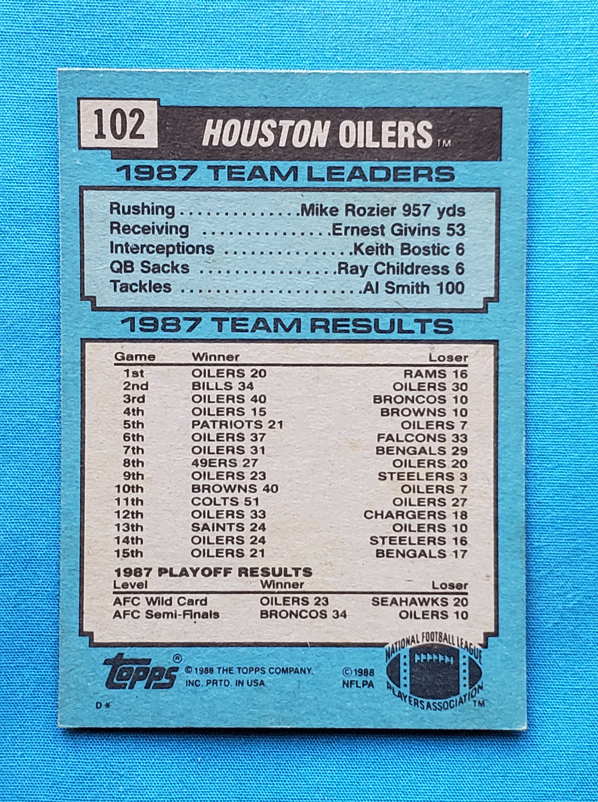 102
HOUSTON OILERS TM
1987 TEAM LEADERS
Rushing..............Mike Rozier 957 yds
Receiving ...............Ernest Givins 53
Interceptions ...............Keith Bostic 6
QB Sacks ................Ray Childress 6
Tackles .......................Al Smith 100
1987 TEAM RESULTS
Game Winner Loser
1st OILERS 20 RAMS 16
2nd BILLS 34 OILERS 30
3rd OILERS 40 BRONCOS 10
4th OILERS 15 BROWNS 10
5th PATRIOTS 21 OILERS 7
6th OILERS 37 FALCONS 33
7th OILERS 31 BENGALS 29
8th 49ERS 27 OILERS 20
9th OILERS 23 STEELERS 3
10th BROWNS 40 OILERS 7
11th COLTS 51 OILERS 27
12th OILERS 33 CHARGERS 18
13th SAINTS 24 OILERS 10
14th OILERS 24 STEELERS 16
15th OILERS 21 BENGALS 17
1987 PLAYOFF RESULTS
Level Winner Loser
AFC Wild Card OILERS 23 SEAHAWKS 20
AFC Semi-Finals BRONCOS 34 OILERS 10
Topps® © 1988 THE TOPPS COMPANY,
INC. PRTD. IN USA.
© 1988
NFLPA
NATIONAL FOOTBALL LEAGUE
PLAYERS ASSOCIATION TM
D*